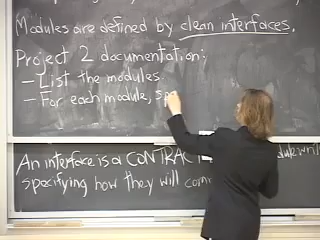 Modules are defined by clean interfaces.
Project 2 documentation:
- List the modules.
- For each module, sp
An interface is a CONTRACT
specifying how they will com